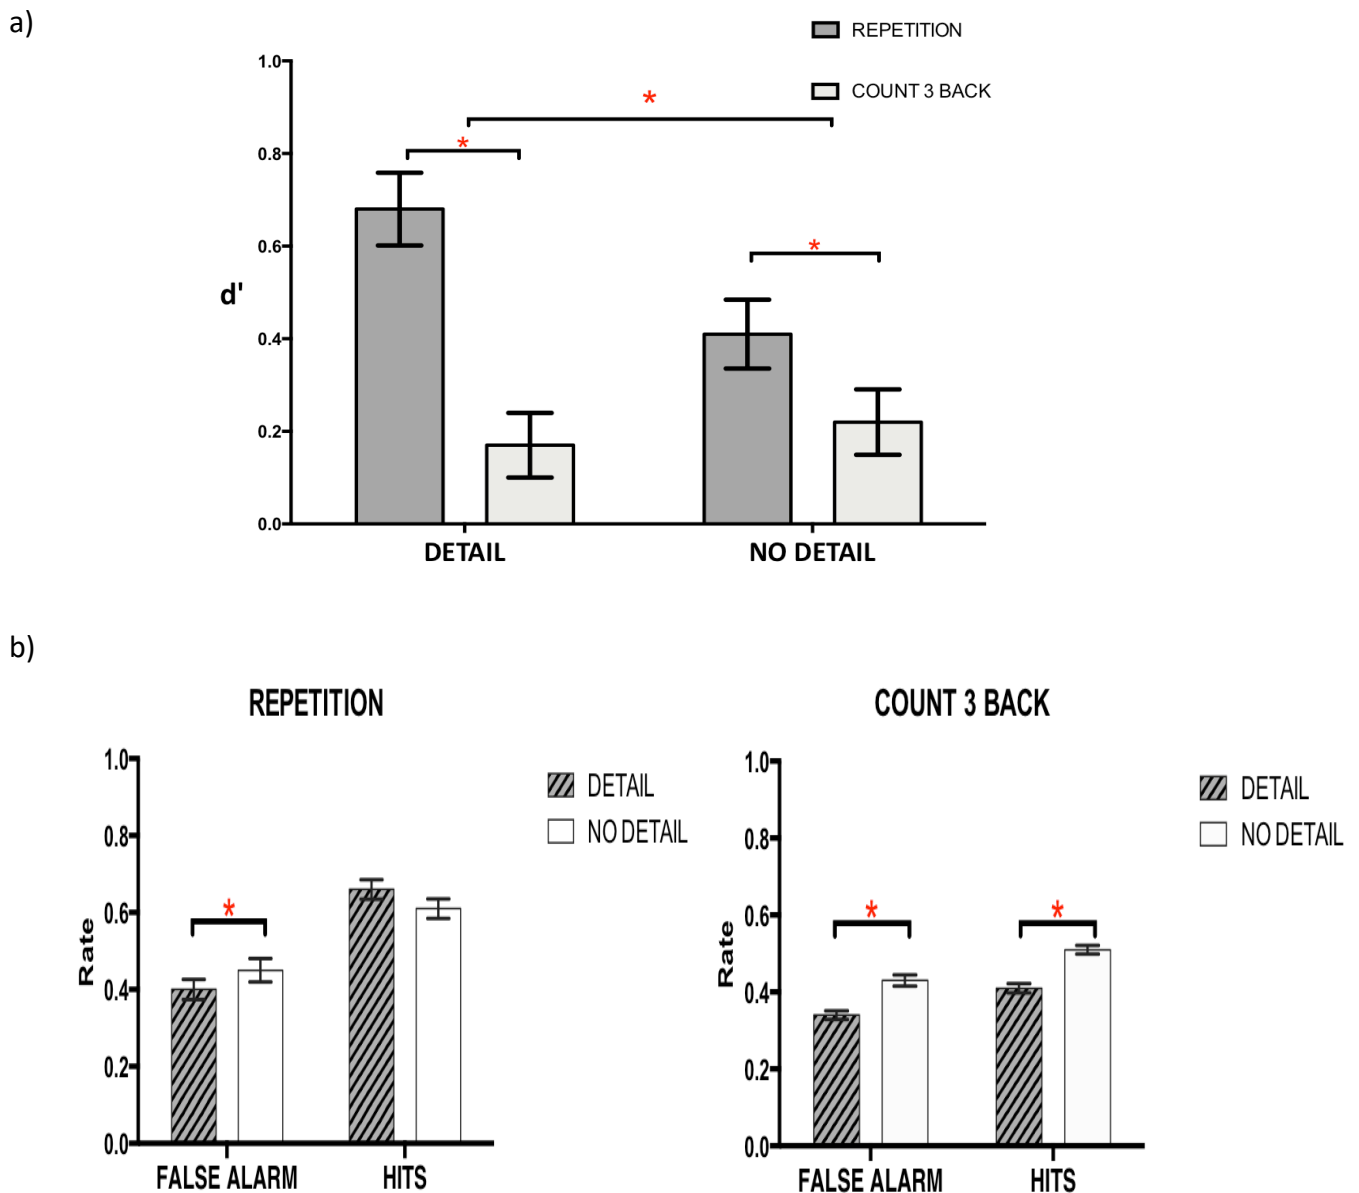 a)
REPETITION
COUNT 3 BACK
*
*
*
1.0
0.8
0.6
0.4
0.2
0.0
d'
DETAIL NO DETAIL
b)
REPETITION
1.0
0.8
0.6
0.4
0.2
0.0
Rate
*
DETAIL
NO DETAIL
FALSE ALARM HITS
COUNT 3 BACK
1.0
0.8
0.6
0.4
0.2
0.0
Rate
* *
DETAIL
NO DETAIL
FALSE ALARM HITS